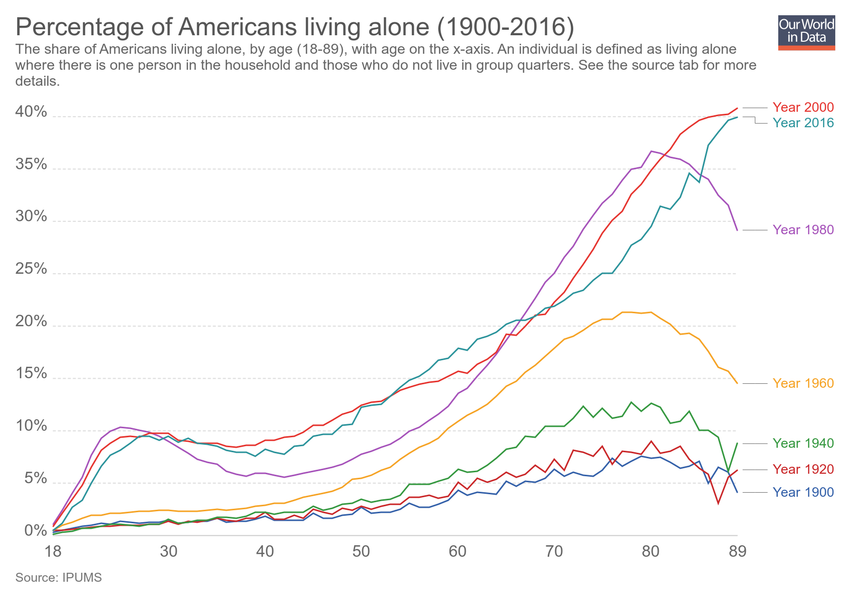 Percentage of Americans living alone (1900-2016)
Our World
in Data
The share of Americans living alone, by age (18-89), with age on the x-axis. An individual is defined as living alone
where there is one person in the household and those who do not live in group quarters. See the source tab for more
details.
40%
35%
30%
25%
20%
15%
10%
5%
0%
Year 2000
Year 2016
Year 1980
Year 1960
Year 1940
Year 1920
Year 1900
18
30
40
50
60
70
80
89
Source: IPUMS